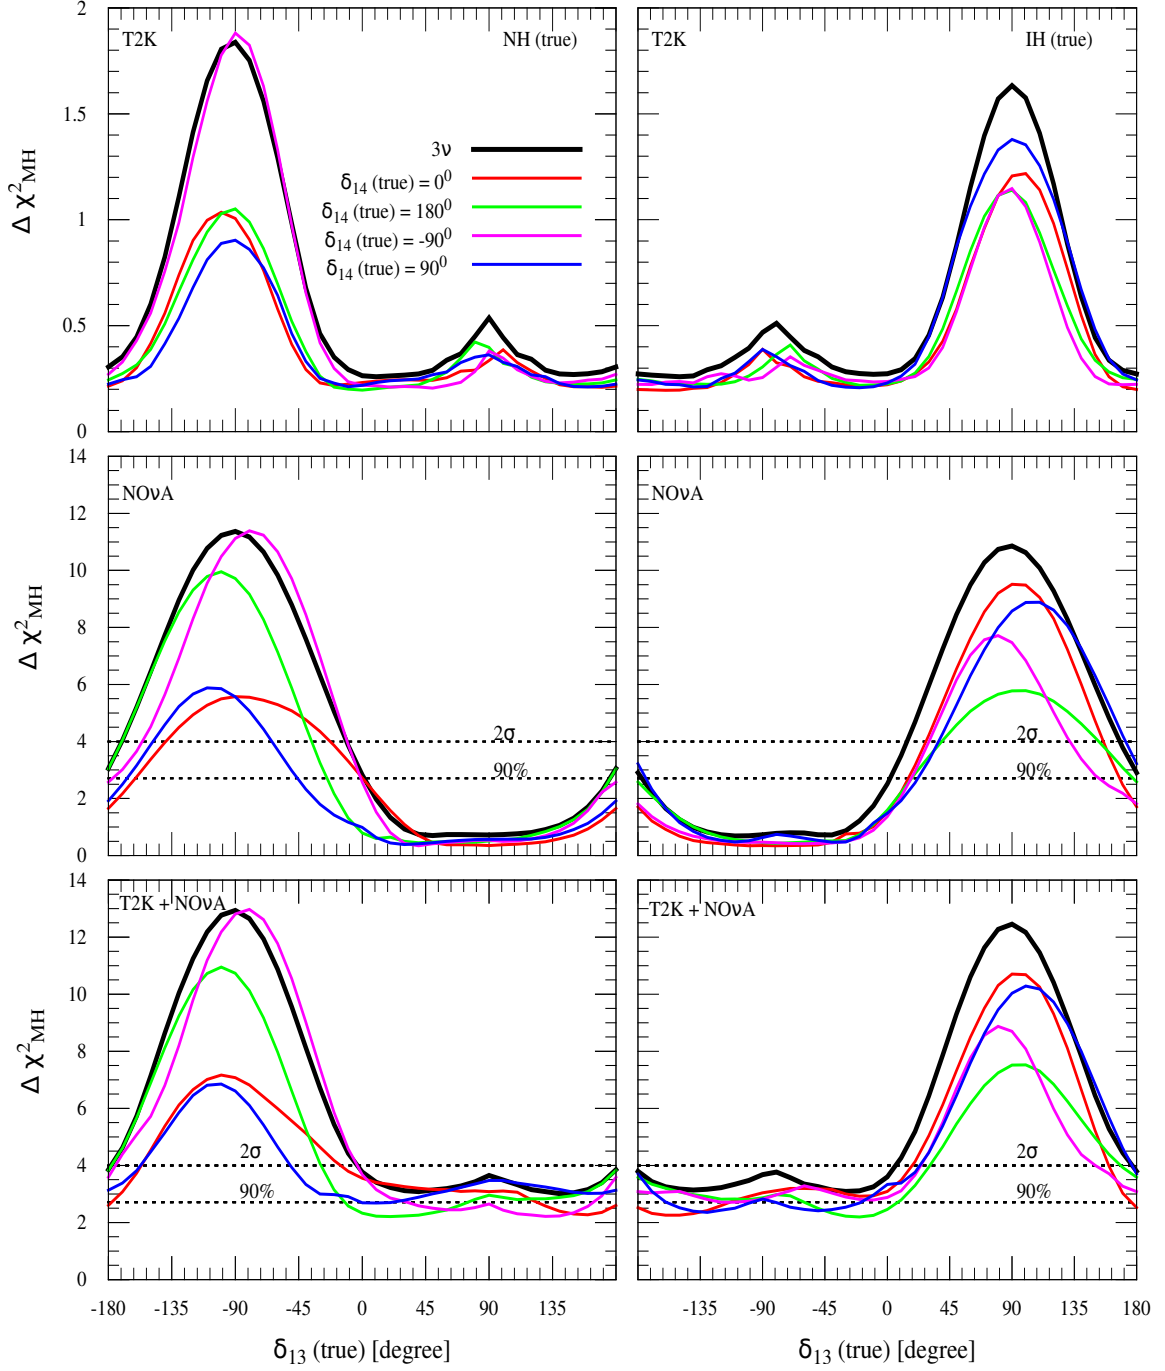 T2K NH (true) T2K IH (true)
2
1.5
1
0.5
0
Δ χ²MH
3ν
δ14 (true) = 0⁰
δ14 (true) = 180⁰
δ14 (true) = -90⁰
δ14 (true) = 90⁰
NOνA NOνA
14
12
10
8
6
4
2
0
Δ χ²MH
2σ 2σ
90% 90%
T2K + NOνA T2K + NOνA
14
12
10
8
6
4
2
0
Δ χ²MH
2σ 2σ
90% 90%
-180 -135 -90 -45 0 45 90 135 -135 -90 -45 0 45 90 135 180
δ13 (true) [degree] δ13 (true) [degree]